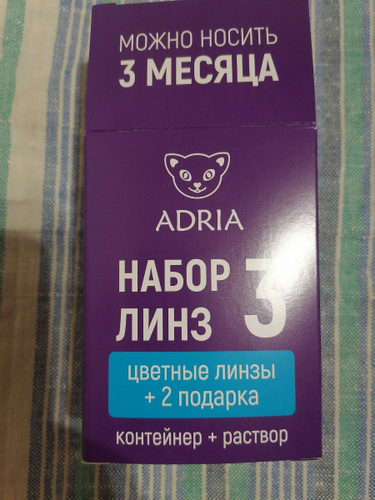 МОЖНО НОСИТЬ
3 МЕСЯЦА
ADRIA
НАБОР 3
ЛИНЗ
цветные линзы
+ 2 подарка
контейнер + раствор